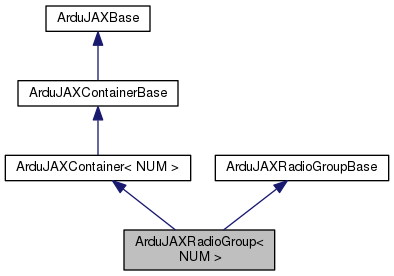 ArduJAXBase
ArduJAXContainerBase
ArduJAXContainer< NUM >
ArduJAXRadioGroupBase
ArduJAXRadioGroup<
NUM >